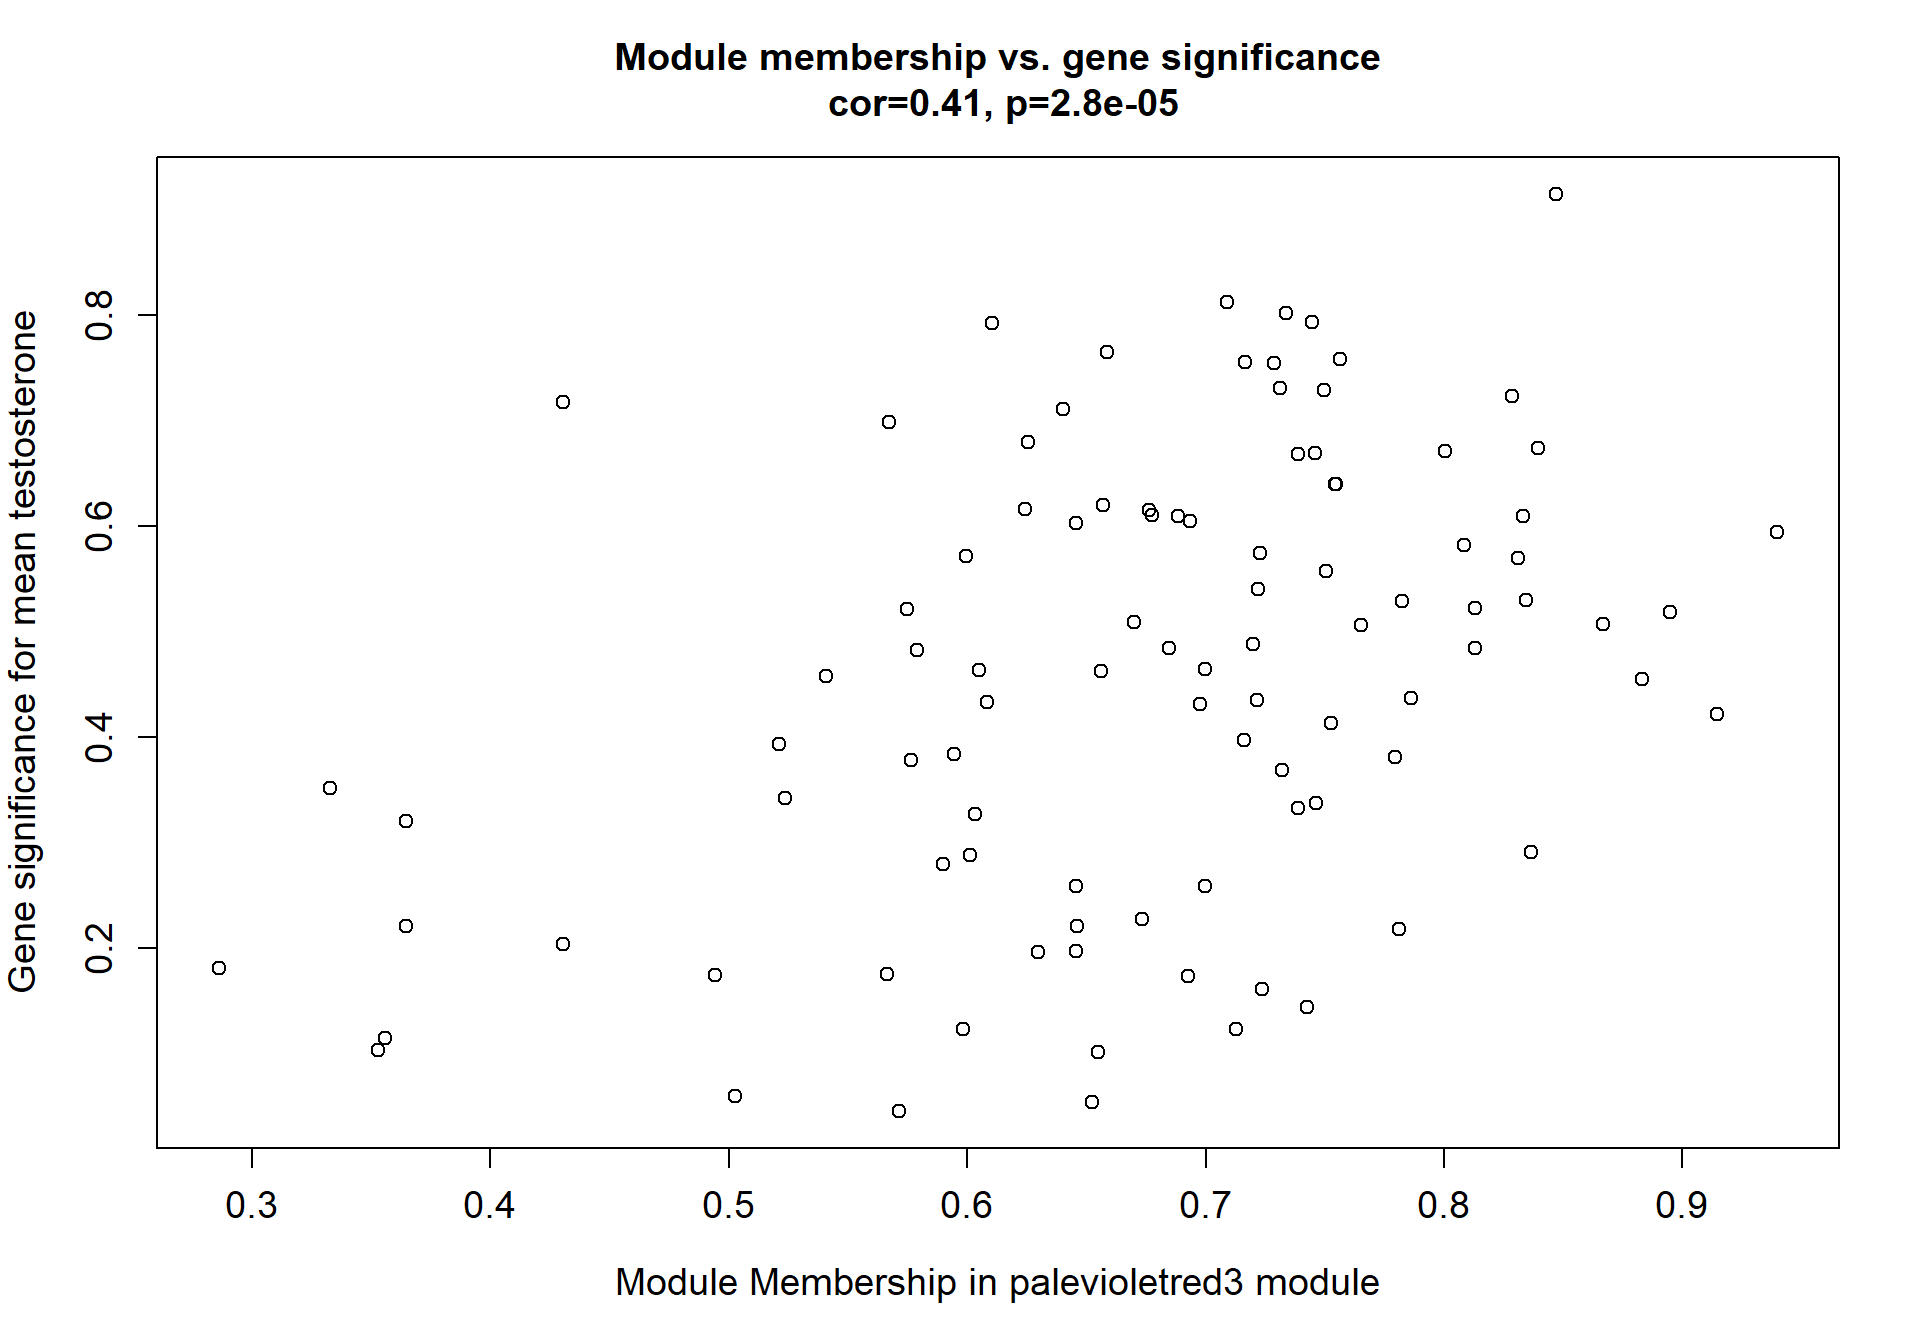 Module membership vs. gene significance
cor=0.41, p=2.8e-05
Gene significance for mean testosterone
0.8
0.6
0.4
0.2
0.3 0.4 0.5 0.6 0.7 0.8 0.9
Module Membership in palevioletred3 module